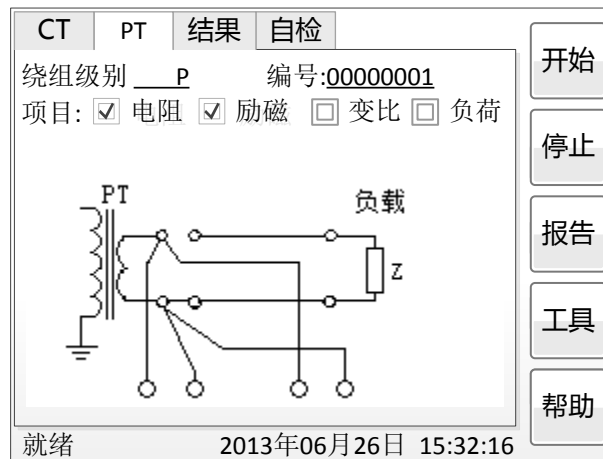 CT PT 结果 自检
绕组级别 P 编号:00000001
项目: 电阻 励磁 变比 负荷
PT
负载
Z
就绪 2013年06月26日 15:32:16
开始
停止
报告
工具
帮助